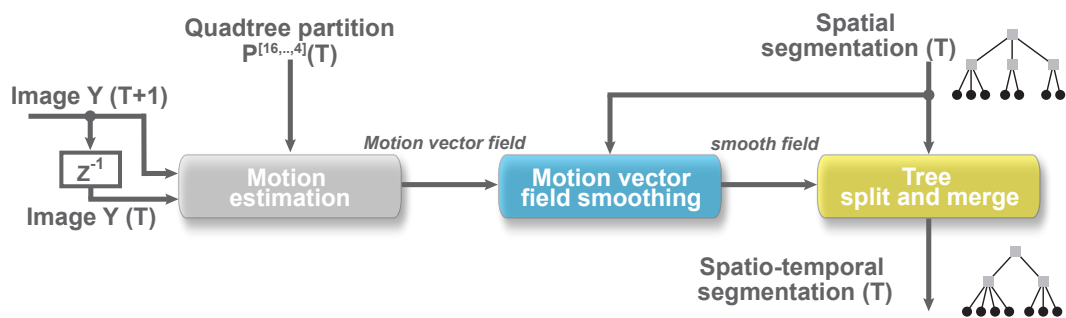 Quadtree partition
P[16,..,4](T)
Spatial
segmentation (T)
Image Y (T+1)
Motion vector field
smooth field
z-1
Motion
estimation
Motion vector
field smoothing
Tree
split and merge
Image Y (T)
Spatio-temporal
segmentation (T)